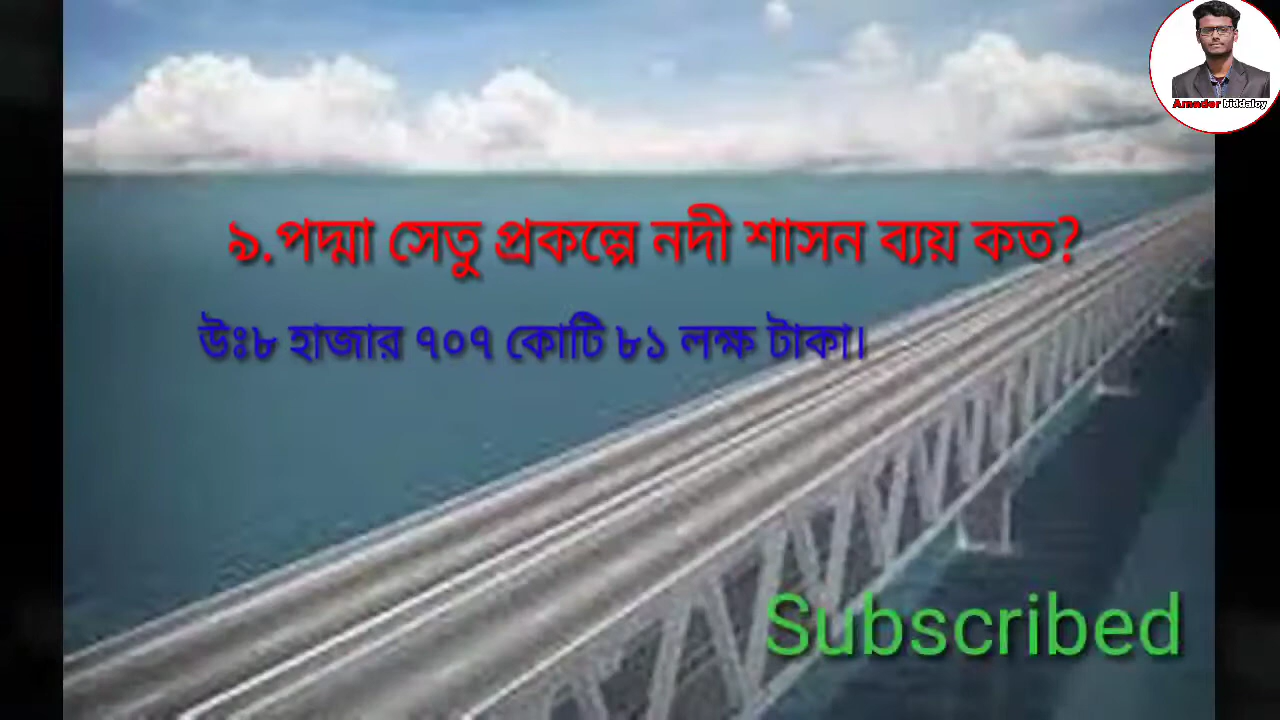 Amader biddaloy
৯.পদ্মা সেতু প্রকল্পে নদী শাসন ব্যয় কত?
উঃ৮ হাজার ৭০৭ কোটি ৮১ লক্ষ টাকা।
Subscribed